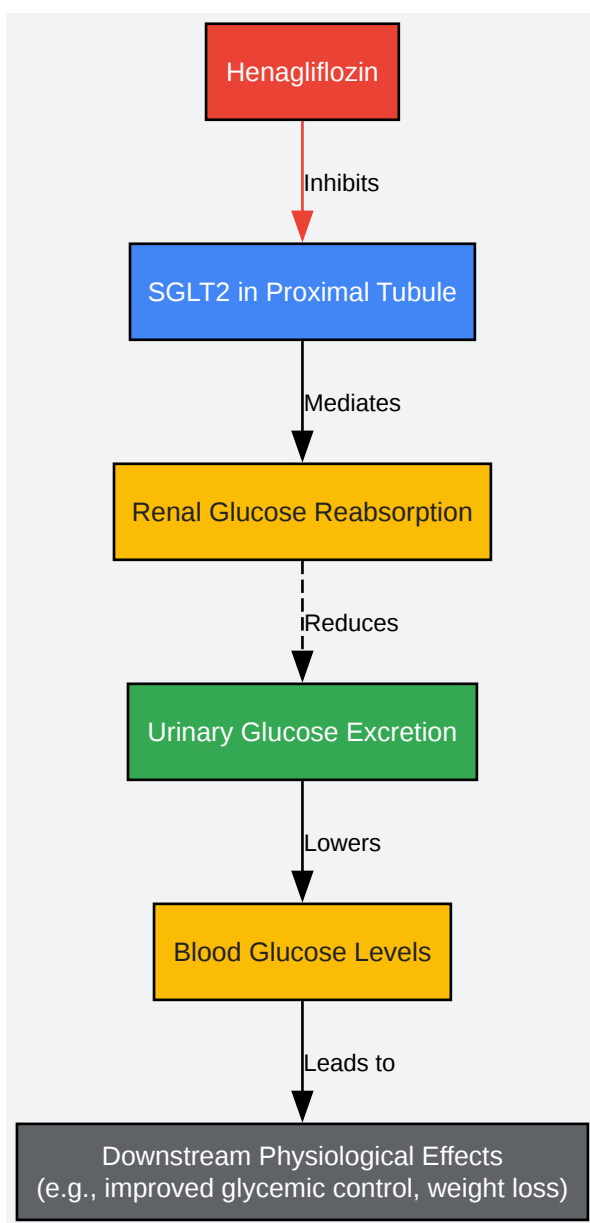 Henagliflozin
Inhibits
SGLT2 in Proximal Tubule
Mediates
Renal Glucose Reabsorption
Reduces
Urinary Glucose Excretion
Lowers
Blood Glucose Levels
Leads to
Downstream Physiological Effects
(e.g., improved glycemic control, weight loss)